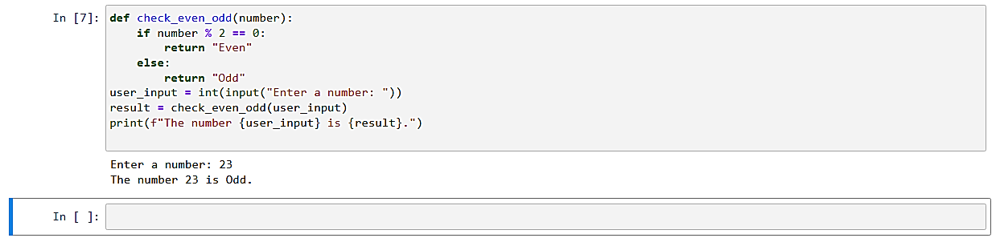 In [7]: def check_even_odd(number):
    if number % 2 == 0:
        return "Even"
    else:
        return "Odd"
user_input = int(input("Enter a number: "))
result = check_even_odd(user_input)
print(f"The number {user_input} is {result}.")
Enter a number: 23
The number 23 is Odd.
In [ ]: